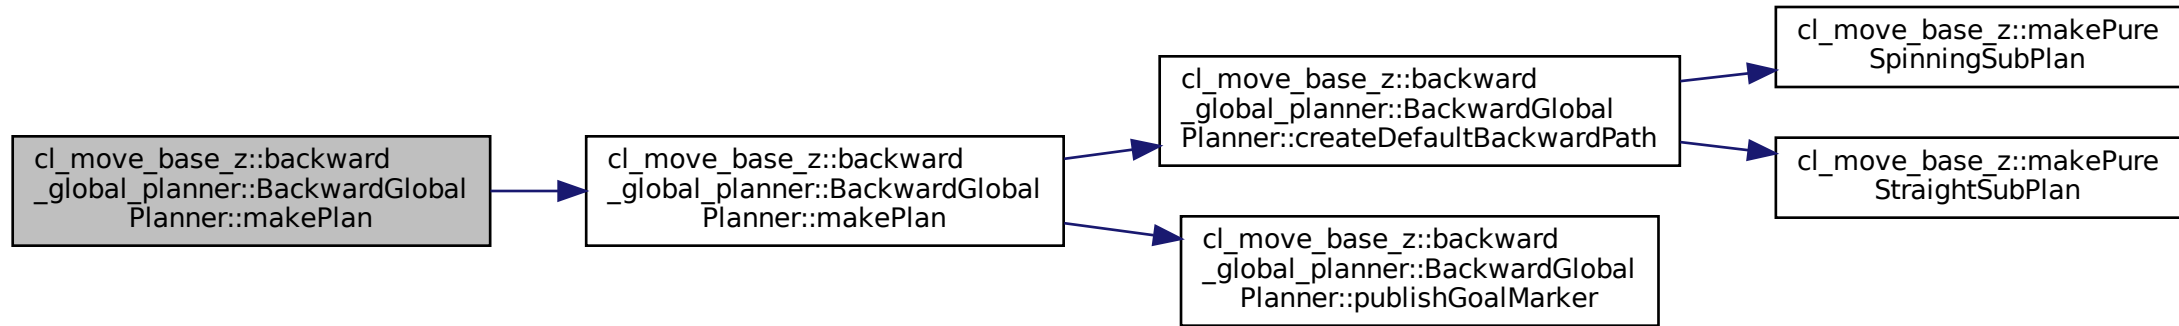 cl_move_base_z::backward
_global_planner::BackwardGlobal
Planner::makePlan
cl_move_base_z::backward
_global_planner::BackwardGlobal
Planner::makePlan
cl_move_base_z::backward
_global_planner::BackwardGlobal
Planner::createDefaultBackwardPath
cl_move_base_z::backward
_global_planner::BackwardGlobal
Planner::publishGoalMarker
cl_move_base_z::makePure
SpinningSubPlan
cl_move_base_z::makePure
StraightSubPlan